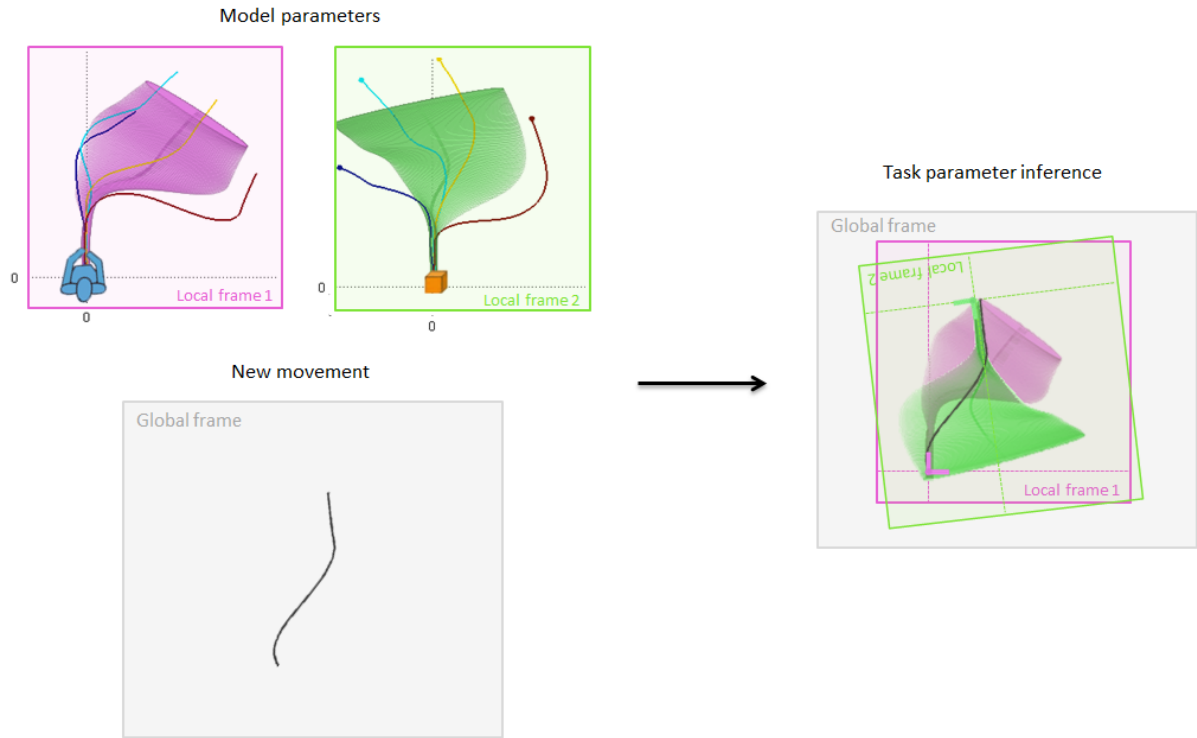 Model parameters
0
0
Local frame 1
0
0
Local frame 2
New movement
Global frame
Task parameter inference
Global frame
Local frame 2
Local frame 1